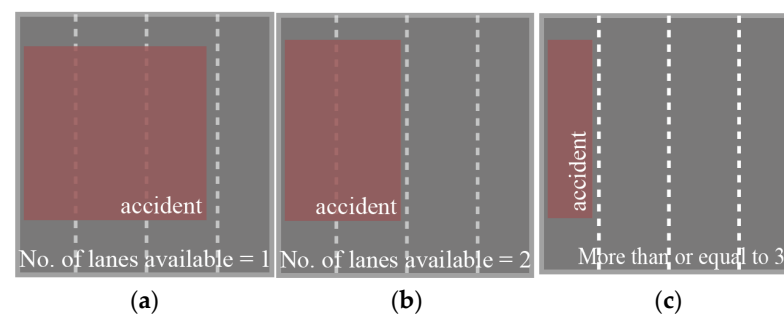 accident
No. of lanes available = 1
(a)
accident
No. of lanes available = 2
(b)
accident
More than or equal to 3
(c)